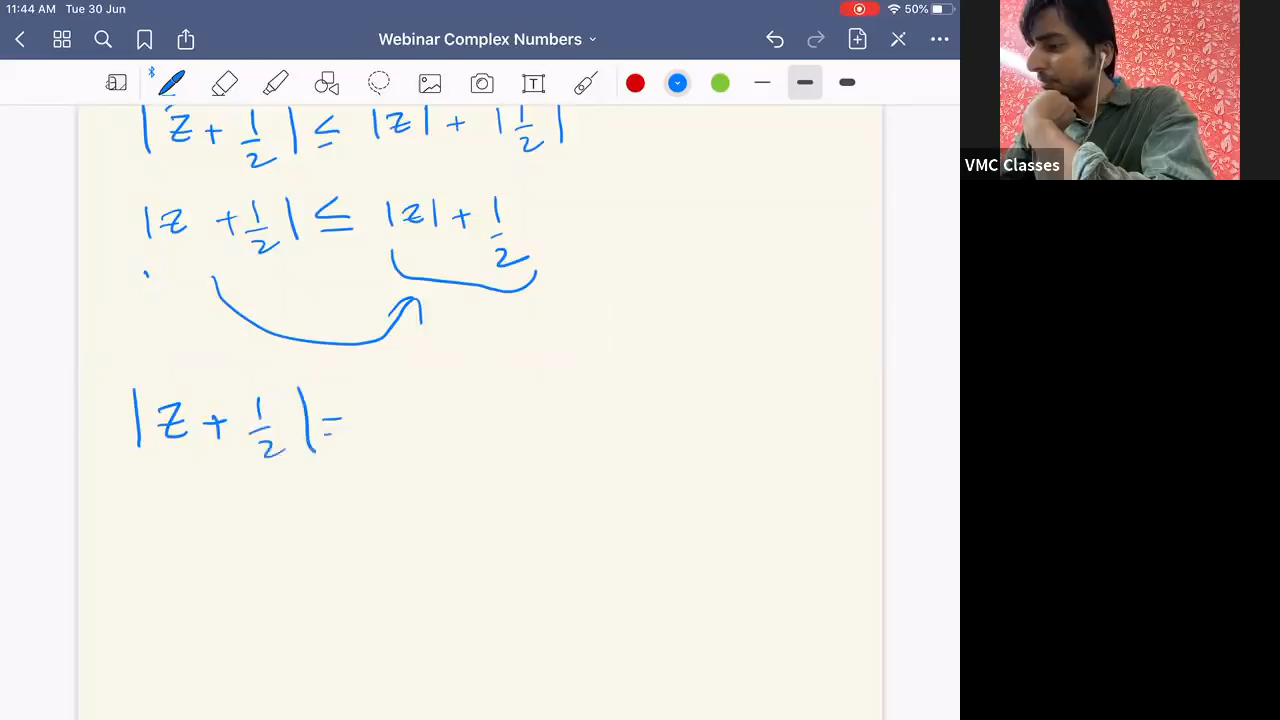 11:44 AM Tue 30 Jun
50%
Webinar Complex Numbers
T
|z + 1/2| ≤ |z| + |1/2|
|z + 1/2| ≤ |z| + 1/2
|z + 1/2| =
VMC Classes